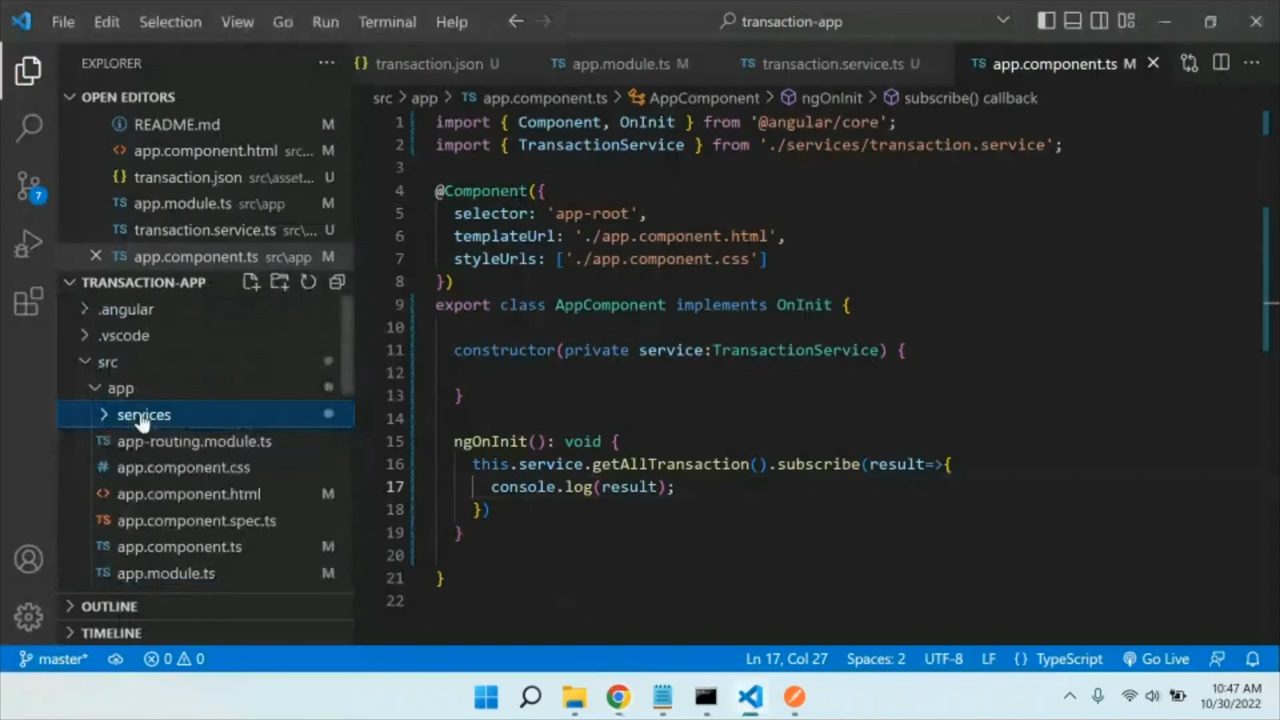 File Edit Selection View Go Run Terminal Help transaction-app
EXPLORER
transaction.json U app.module.ts M transaction.service.ts U app.component.ts M
OPEN EDITORS
README.md M
app.component.html src... M
transaction.json src\asset... U
app.module.ts src\app M
transaction.service.ts src\... U
app.component.ts src\app M
TRANSACTION-APP
.angular
.vscode
src
app
services
app-routing.module.ts
app.component.css
app.component.html M
app.component.spec.ts
app.component.ts M
app.module.ts M
OUTLINE
TIMELINE
7
src > app > TS app.component.ts > AppComponent > ngOnInit > subscribe() callback
1 import { Component, OnInit } from '@angular/core';
2 import { TransactionService } from './services/transaction.service';
3
4 @Component({
5 selector: 'app-root',
6 templateUrl: './app.component.html',
7 styleUrls: ['./app.component.css']
8 })
9 export class AppComponent implements OnInit {
10
11 constructor(private service:TransactionService) {
12
13 }
14
15 ngOnInit(): void {
16 this.service.getAllTransaction().subscribe(result=>{
17 console.log(result);
18 })
19 }
20
21 }
22
master* 0 0 Ln 17, Col 27 Spaces: 2 UTF-8 LF {} TypeScript Go Live
10:47 AM
10/30/2022